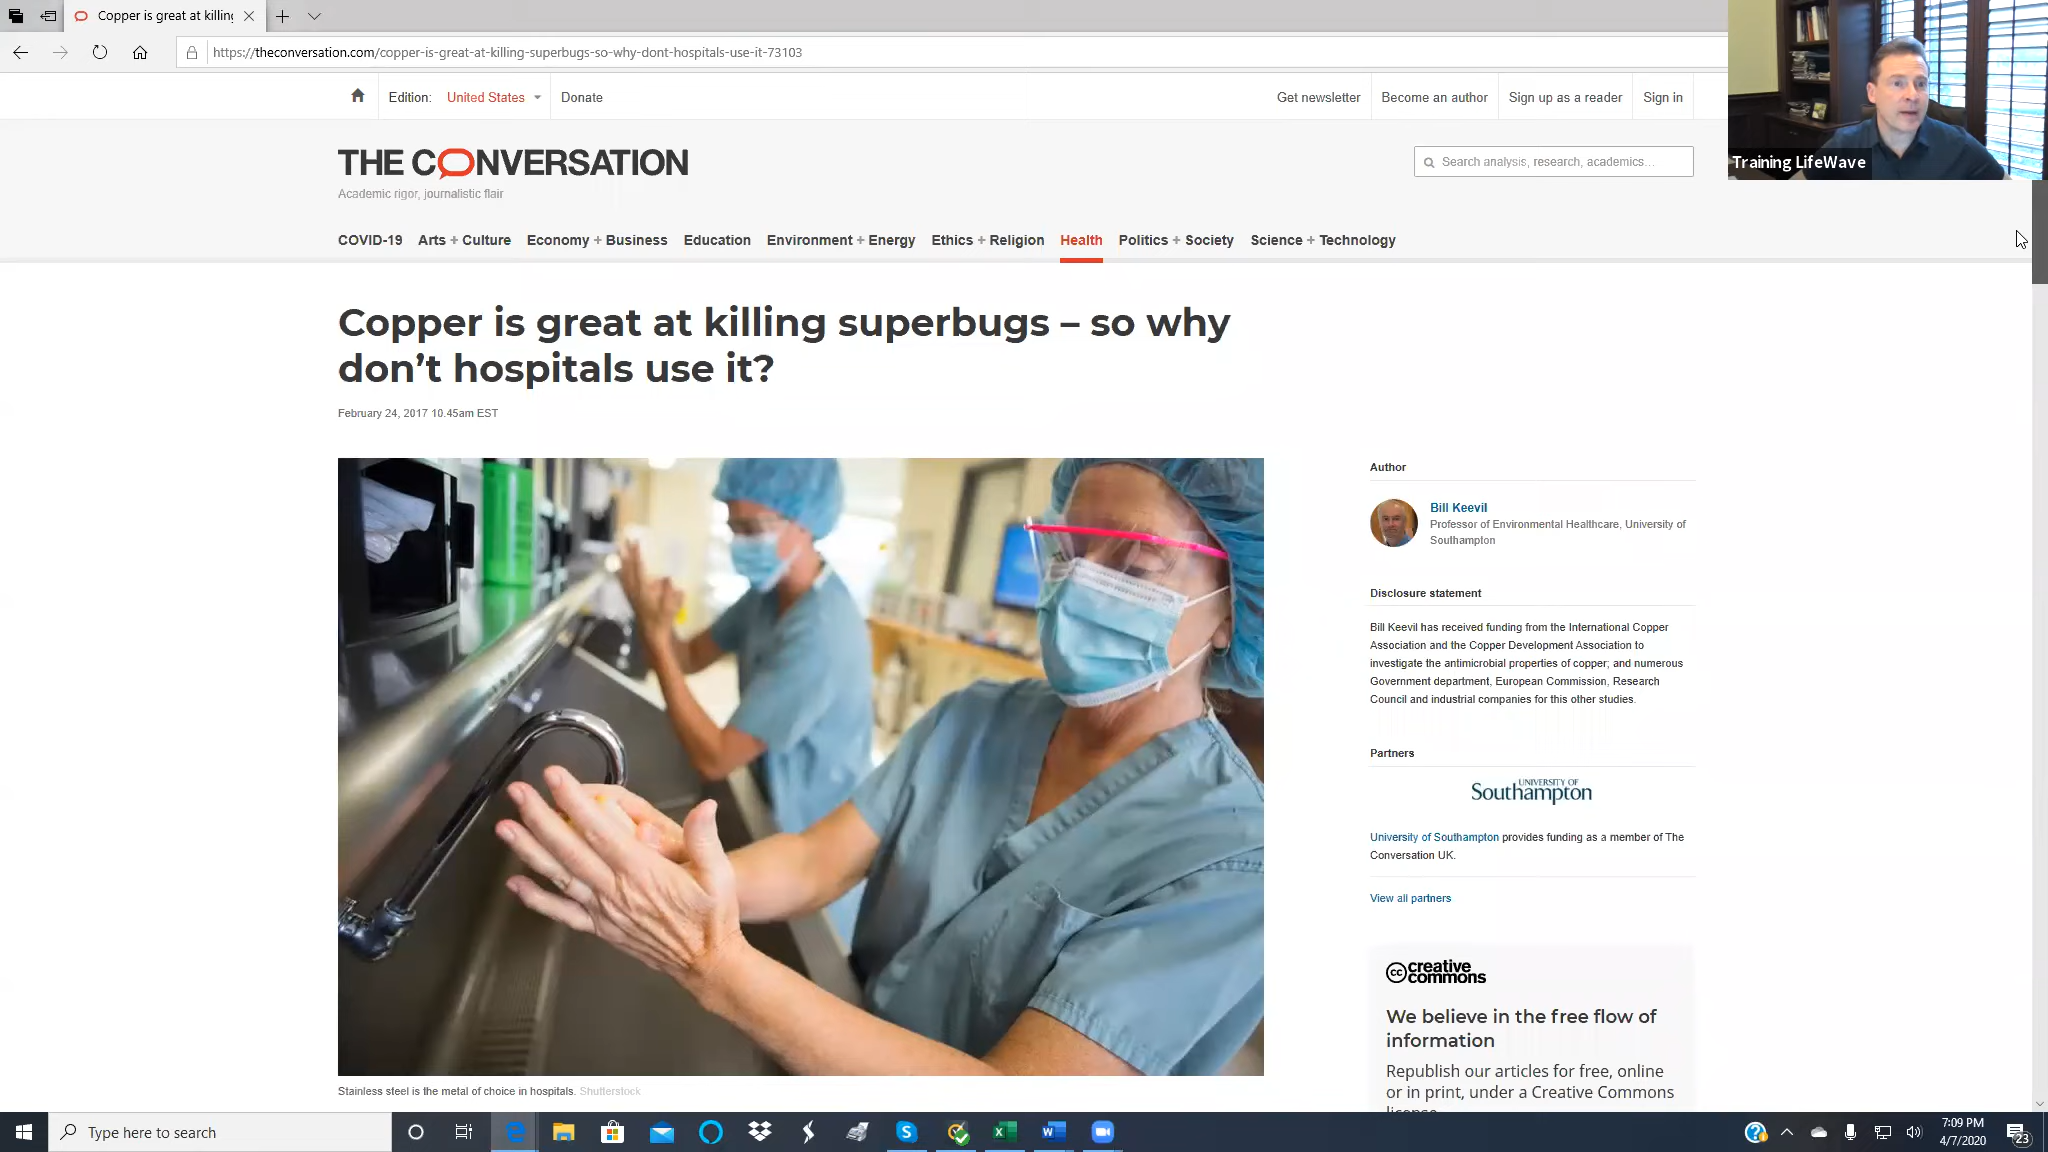 Copper is great at killing
https://theconversation.com/copper-is-great-at-killing-superbugs-so-why-dont-hospitals-use-it-73103
Edition: United States Donate Get newsletter Become an author Sign up as a reader Sign in
Training LifeWave
THE CONVERSATION
Search analysis, research, academics...
Academic rigor, journalistic flair
COVID-19 Arts + Culture Economy + Business Education Environment + Energy Ethics + Religion Health Politics + Society Science + Technology
Copper is great at killing superbugs – so why
don't hospitals use it?
February 24, 2017 10.45am EST
Author
Bill Keevil
Professor of Environmental Healthcare, University of
Southampton
Disclosure statement
Bill Keevil has received funding from the International Copper
Association and the Copper Development Association to
investigate the antimicrobial properties of copper; and numerous
Government department, European Commission, Research
Council and industrial companies for this other studies.
Partners
UNIVERSITY OF
Southampton
University of Southampton provides funding as a member of The
Conversation UK.
View all partners
cc creative
commons
We believe in the free flow of
information
Republish our articles for free, online
or in print, under a Creative Commons
license.
Stainless steel is the metal of choice in hospitals. Shutterstock
Type here to search
7:09 PM
4/7/2020
23